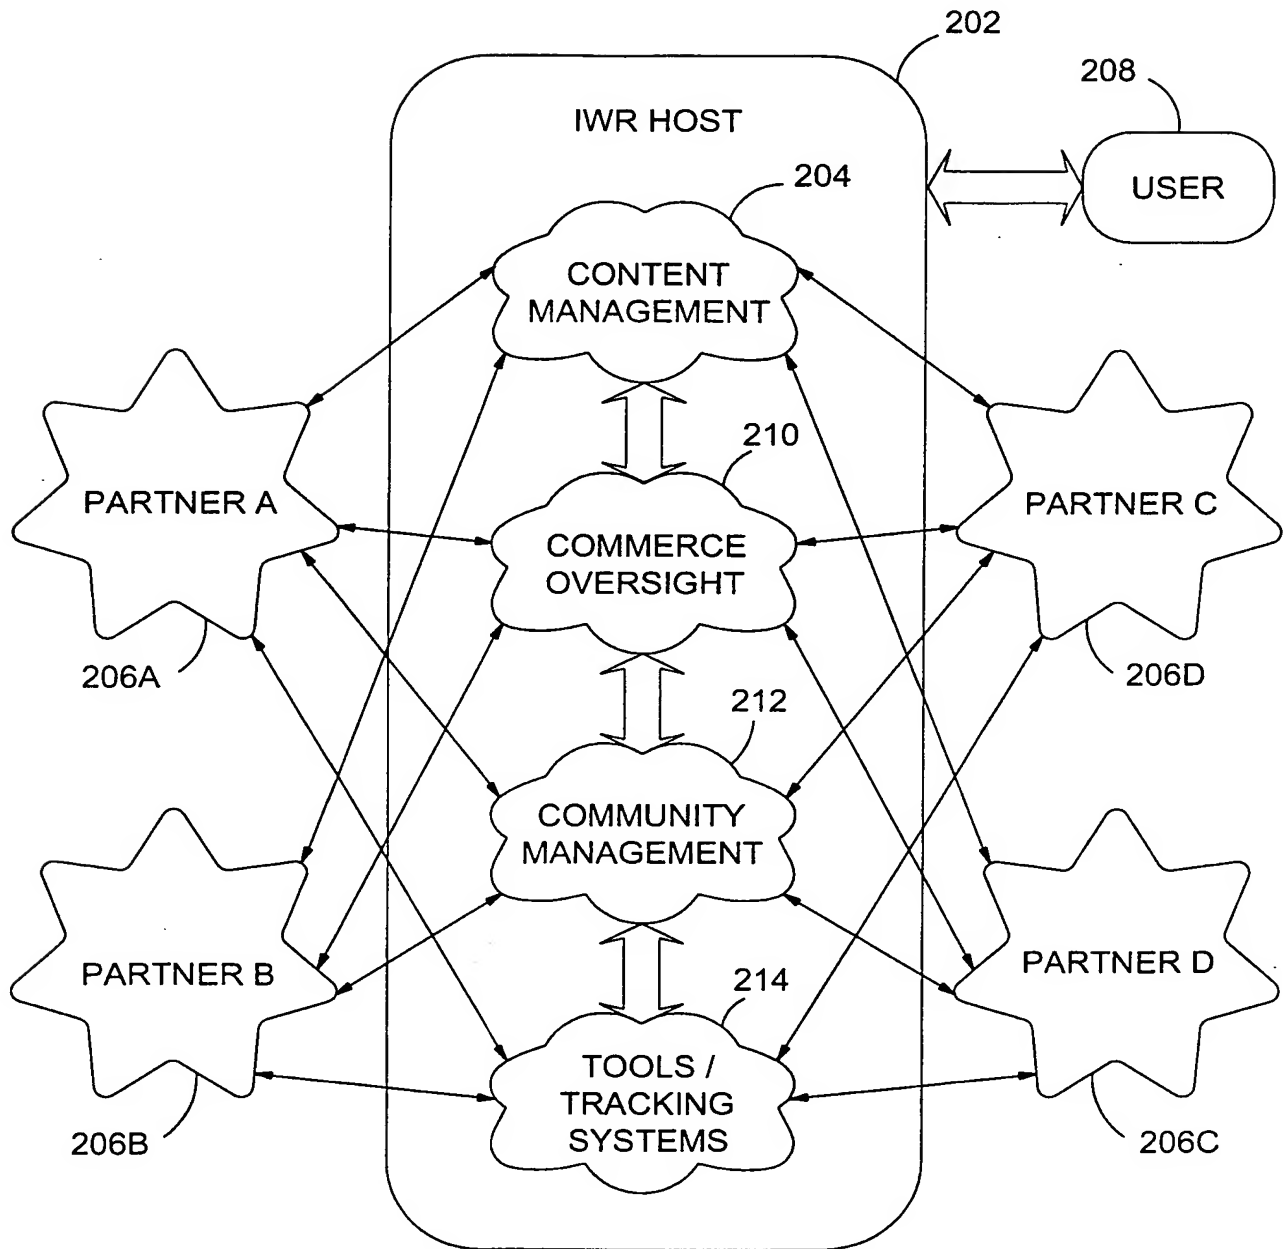 202
208
IWR HOST
USER
204
CONTENT
MANAGEMENT
210
PARTNER A
PARTNER C
COMMERCE
OVERSIGHT
206A
206D
212
COMMUNITY
MANAGEMENT
PARTNER B
PARTNER D
214
TOOLS /
TRACKING
SYSTEMS
206B
206C